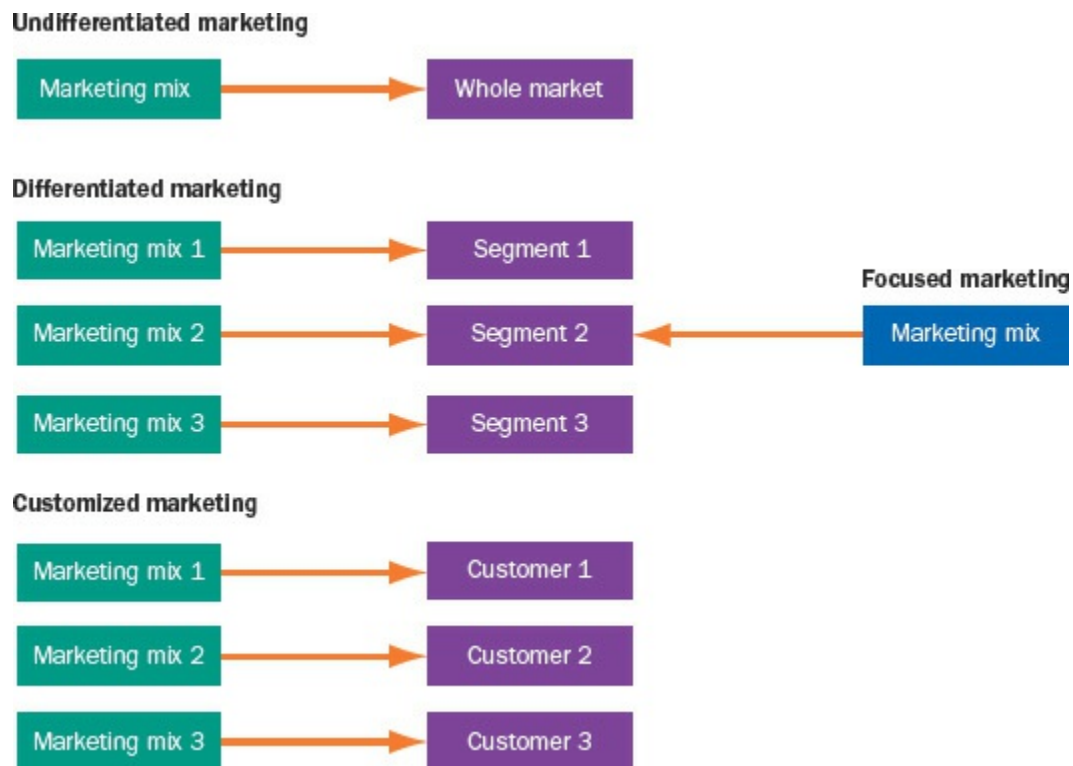 Undifferentiated marketing
Marketing mix
Whole market
Differentiated marketing
Marketing mix 1
Segment 1
Focused marketing
Marketing mix 2
Segment 2
Marketing mix
Marketing mix 3
Segment 3
Customized marketing
Marketing mix 1
Customer 1
Marketing mix 2
Customer 2
Marketing mix 3
Customer 3